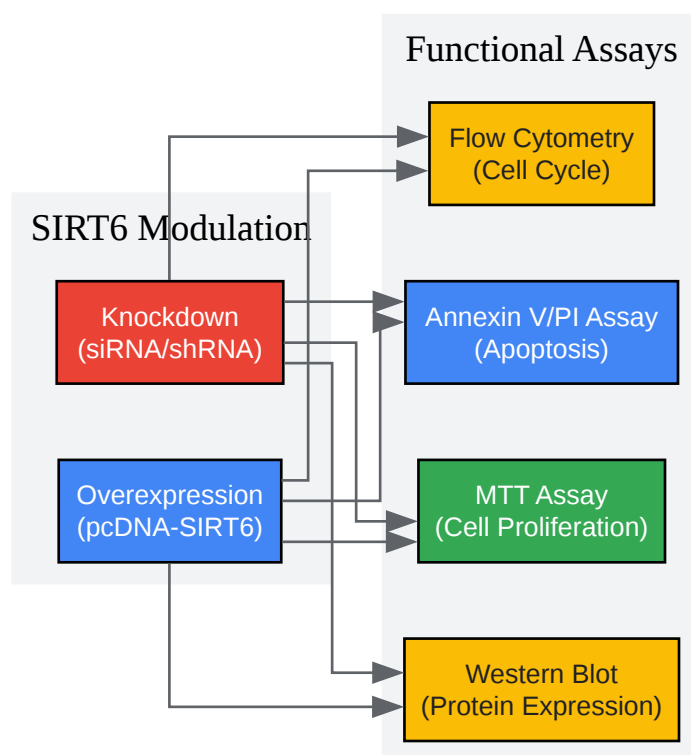 Functional Assays
Flow Cytometry
(Cell Cycle)
SIRT6 Modulation
Knockdown
(siRNA/shRNA)
Annexin V/PI Assay
(Apoptosis)
Overexpression
(pcDNA-SIRT6)
MTT Assay
(Cell Proliferation)
Western Blot
(Protein Expression)